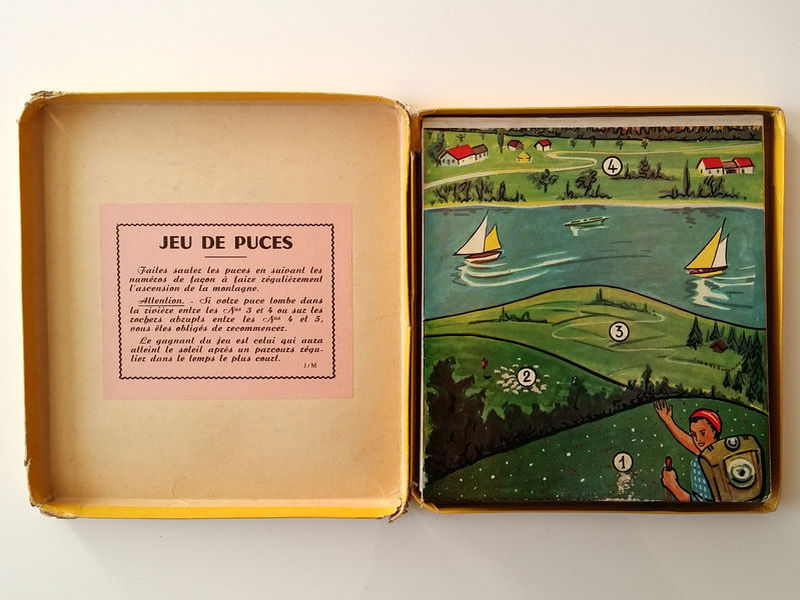 JEU DE PUCES
Faites sauter les puces en suivant les
numéros de façon à faire régulièrement
l'ascension de la montagne.
Attention. - Si votre puce tombe dans
la rivière entre les Nos 3 et 4 ou sur les
rochers abrupts entre les Nos 4 et 5,
vous êtes obligés de recommencer.
Le gagnant du jeu est celui qui aura
atteint le soleil après un parcours régu-
lier dans le temps le plus court.
J/M
4
3
2
1